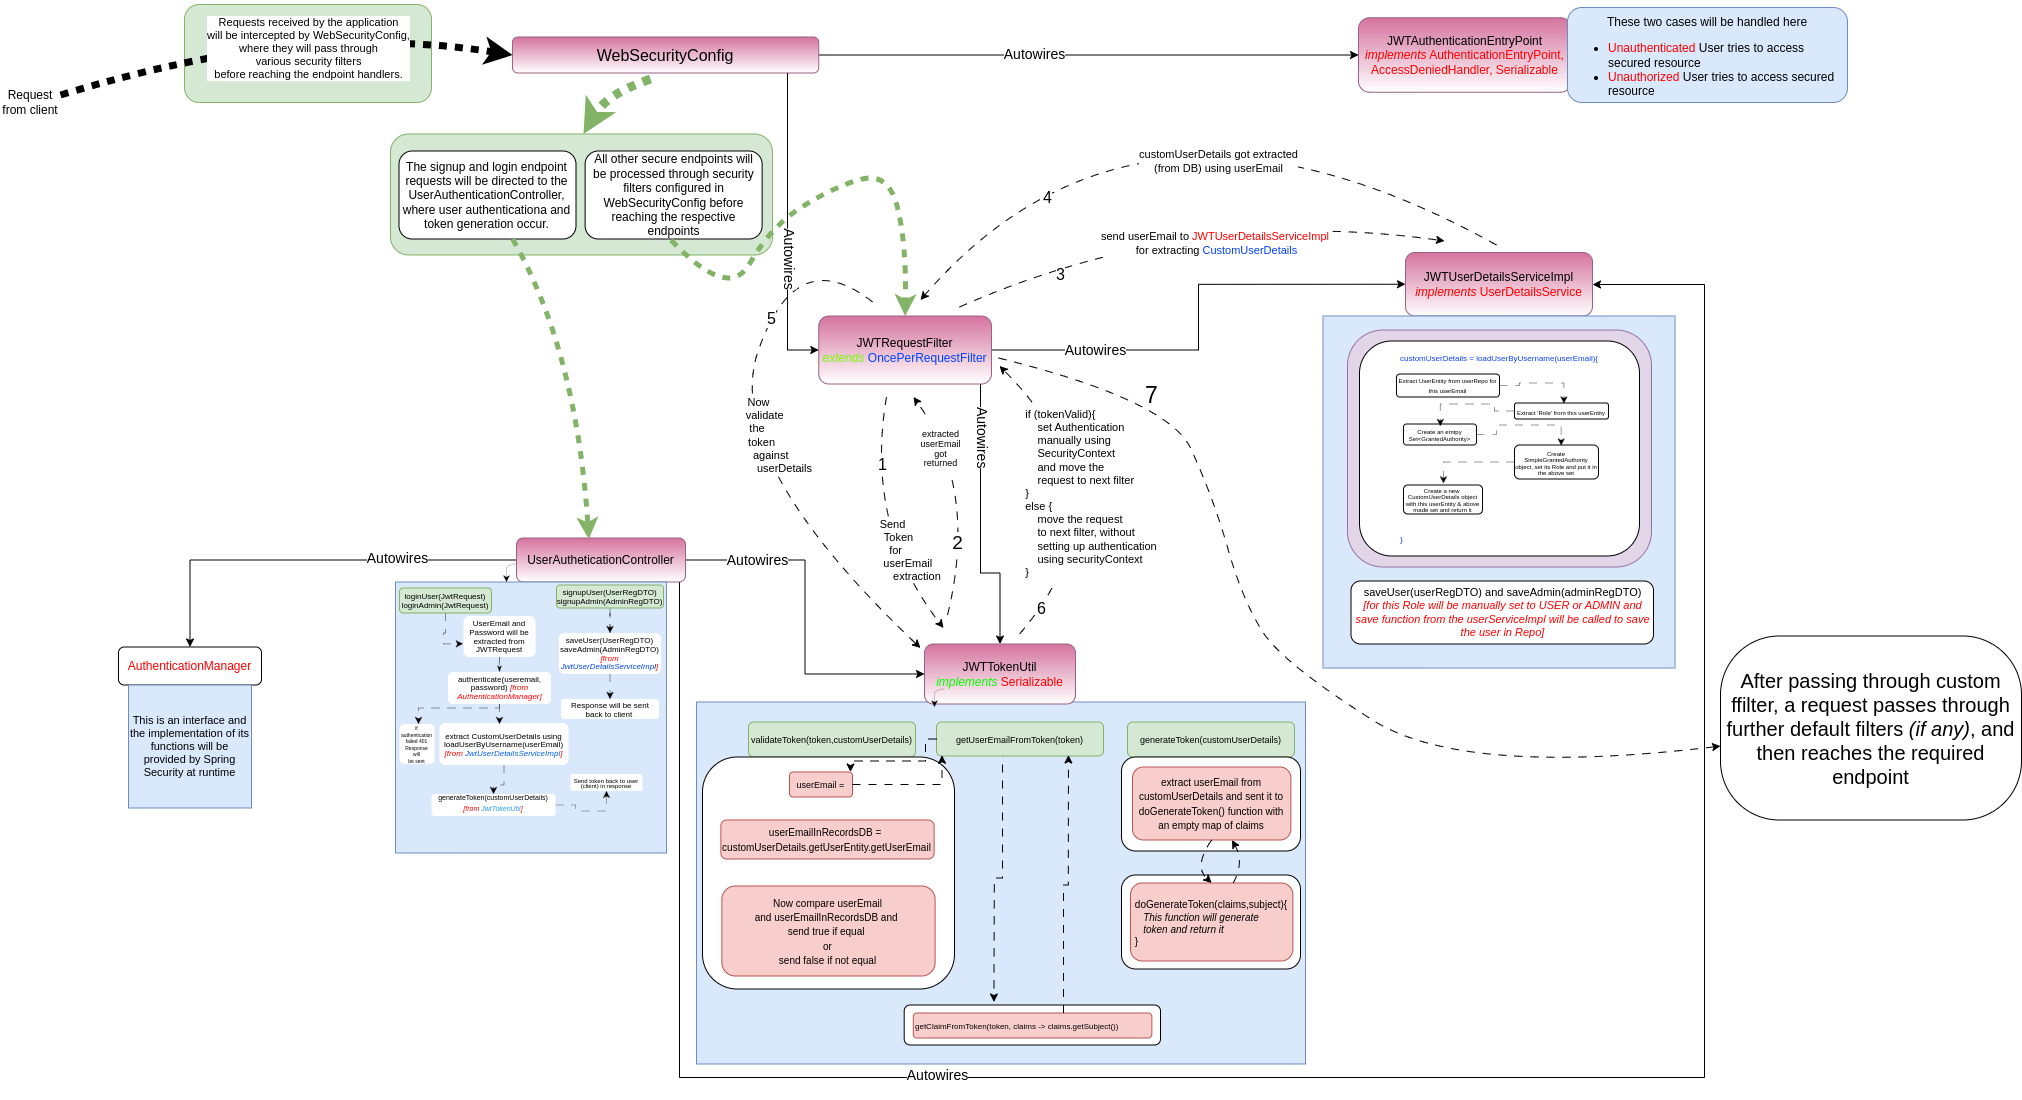 Requests received by the application
will be intercepted by WebSecurityConfig,
where they will pass through
various security filters
before reaching the endpoint handlers.
Request
from client
WebSecurityConfig
Autowires
JWTAuthenticationEntryPoint
implements AuthenticationEntryPoint,
AccessDeniedHandler, Serializable
These two cases will be handled here
• Unauthenticated User tries to access
secured resource
• Unauthorized User tries to access secured
resource
The signup and login endpoint
requests will be directed to the
UserAuthenticationController,
where user authenticationa and
token generation occur.
All other secure endpoints will
be processed through security
filters configured in
WebSecurityConfig before
reaching the respective
endpoints
Autowires
customUserDetails got extracted
(from DB) using userEmail
4
send userEmail to JWTUserDetailsServiceImpl
for extracting CustomUserDetails
3
JWTUserDetailsServiceImpl
implements UserDetailsService
5
JWTRequestFilter
extends OncePerRequestFilter
Autowires
7
Now
validate
the
token
against
userDetails
1
Send
Token
for
userEmail
extraction
extracted
userEmail
got
returned
2
Autowires
if (tokenValid){
set Authentication
manually using
SecurityContext
and move the
request to next filter
}
else {
move the request
to next filter, without
setting up authentication
using securityContext
}
6
customUserDetails = loadUserByUsername(userEmail){
Extract UserEntity from userRepo for
this userEmail
Extract 'Role' from this userEntity
Create an emtpy
Set<GrantedAuthority>
Create
SimpleGrantedAuthority
object, set its Role and put it in
the above set
Create a new
CustomUserDetails object
with this userEntity & above
made set and return it
}
saveUser(userRegDTO) and saveAdmin(adminRegDTO)
[for this Role will be manually set to USER or ADMIN and
save function from the userServiceImpl will be called to save
the user in Repo]
Autowires
UserAutheticationController
Autowires
AuthenticationManager
This is an interface and
the implementation of its
functions will be
provided by Spring
Security at runtime
loginUser(JwtRequest)
loginAdmin(JwtRequest)
signupUser(UserRegDTO)
signupAdmin(AdminRegDTO)
UserEmail and
Password will be
extracted from
JWTRequest
saveUser(UserRegDTO)
saveAdmin(AdminRegDTO)
[from
JwtUserDetailsServiceImpl]
authenticate(useremail,
password) [from
AuthenticationManager]
Response will be sent
back to client
if
authentication
failed 401
Response
will
be sent
extract CustomUserDetails using
loadUserByUsername(userEmail)
[from JwtUserDetailsServiceImpl]
Send token back to user
(client) in response
generateToken(customUserDetails)
[from JwtTokenUtil]
JWTTokenUtil
implements Serializable
validateToken(token,customUserDetails)
getUserEmailFromToken(token)
generateToken(customUserDetails)
userEmail =
userEmailInRecordsDB =
customUserDetails.getUserEntity.getUserEmail
Now compare userEmail
and userEmailInRecordsDB and
send true if equal
or
send false if not equal
extract userEmail from
customUserDetails and sent it to
doGenerateToken() function with
an empty map of claims
doGenerateToken(claims,subject){
This function will generate
token and return it
}
getClaimFromToken(token, claims -> claims.getSubject())
Autowires
After passing through custom
ffilter, a request passes through
further default filters (if any), and
then reaches the required
endpoint